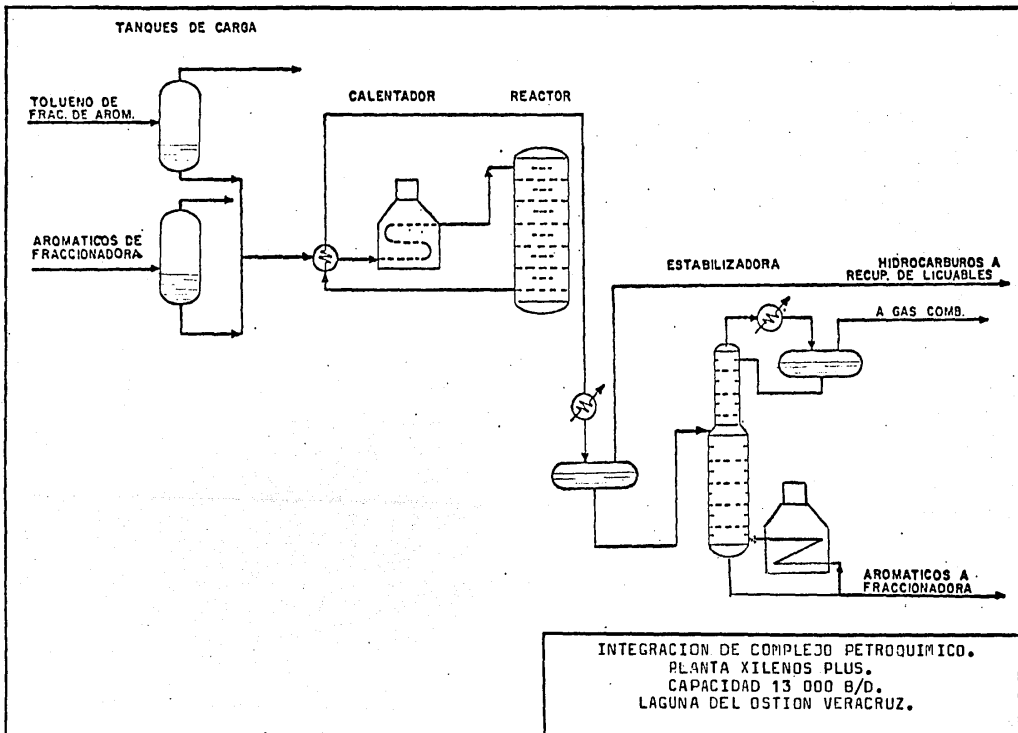 TANQUES DE CARGA
TOLUENO DE
FRAC. DE AROM.
CALENTADOR
REACTOR
AROMATICOS DE
FRACCIONADORA
ESTABILIZADORA
HIDROCARBUROS A
RECUP. DE LICUABLES
A GAS COMB.
AROMATICOS A
FRACCIONADORA
INTEGRACION DE COMPLEJO PETROQUIMICO.
PLANTA XILENOS PLUS.
CAPACIDAD 13 000 B/D.
LAGUNA DEL OSTION VERACRUZ.